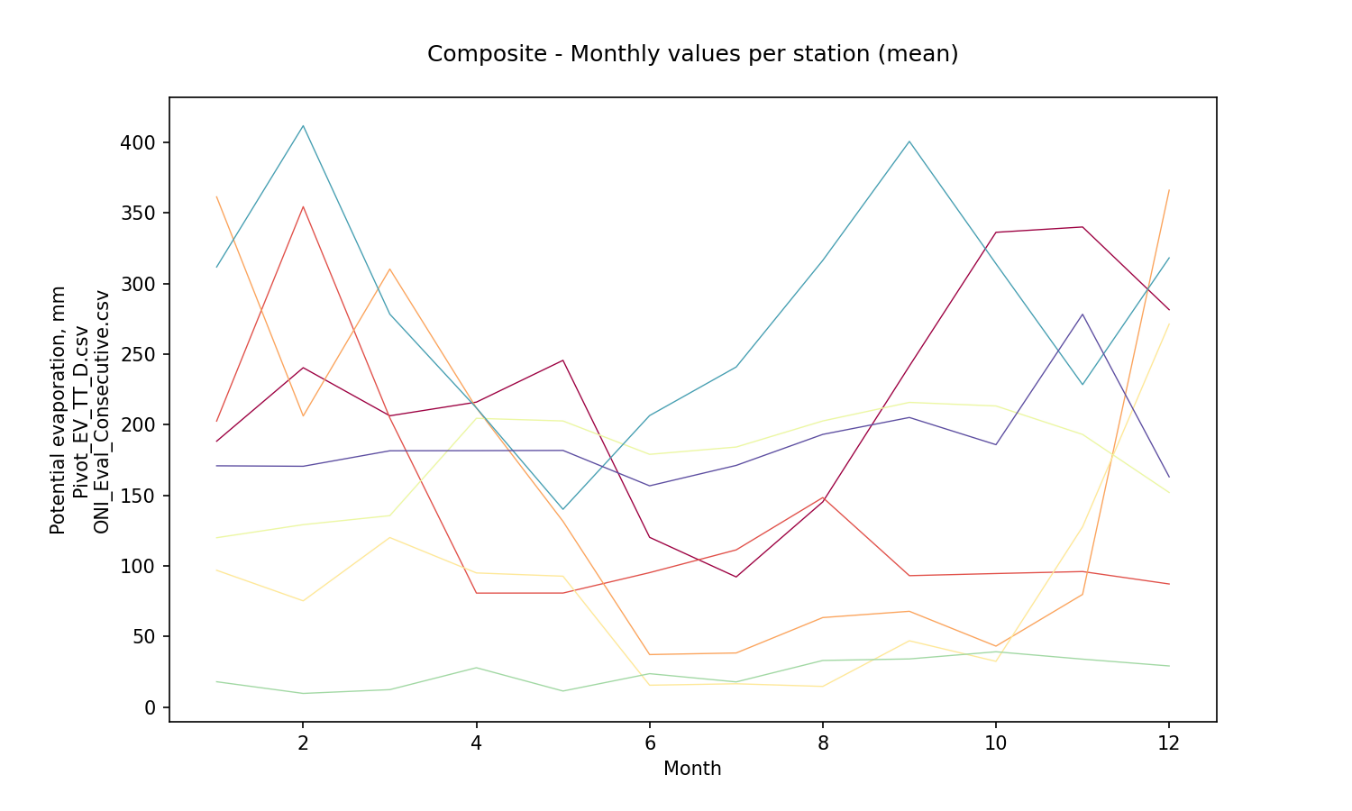 Composite - Monthly values per station (mean)
Potential evaporation, mm
Pivot_EV_TT_D.csv
ONI_Eval_Consecutive.csv
400
350
300
250
200
150
100
50
0
2 4 6 8 10 12
Month